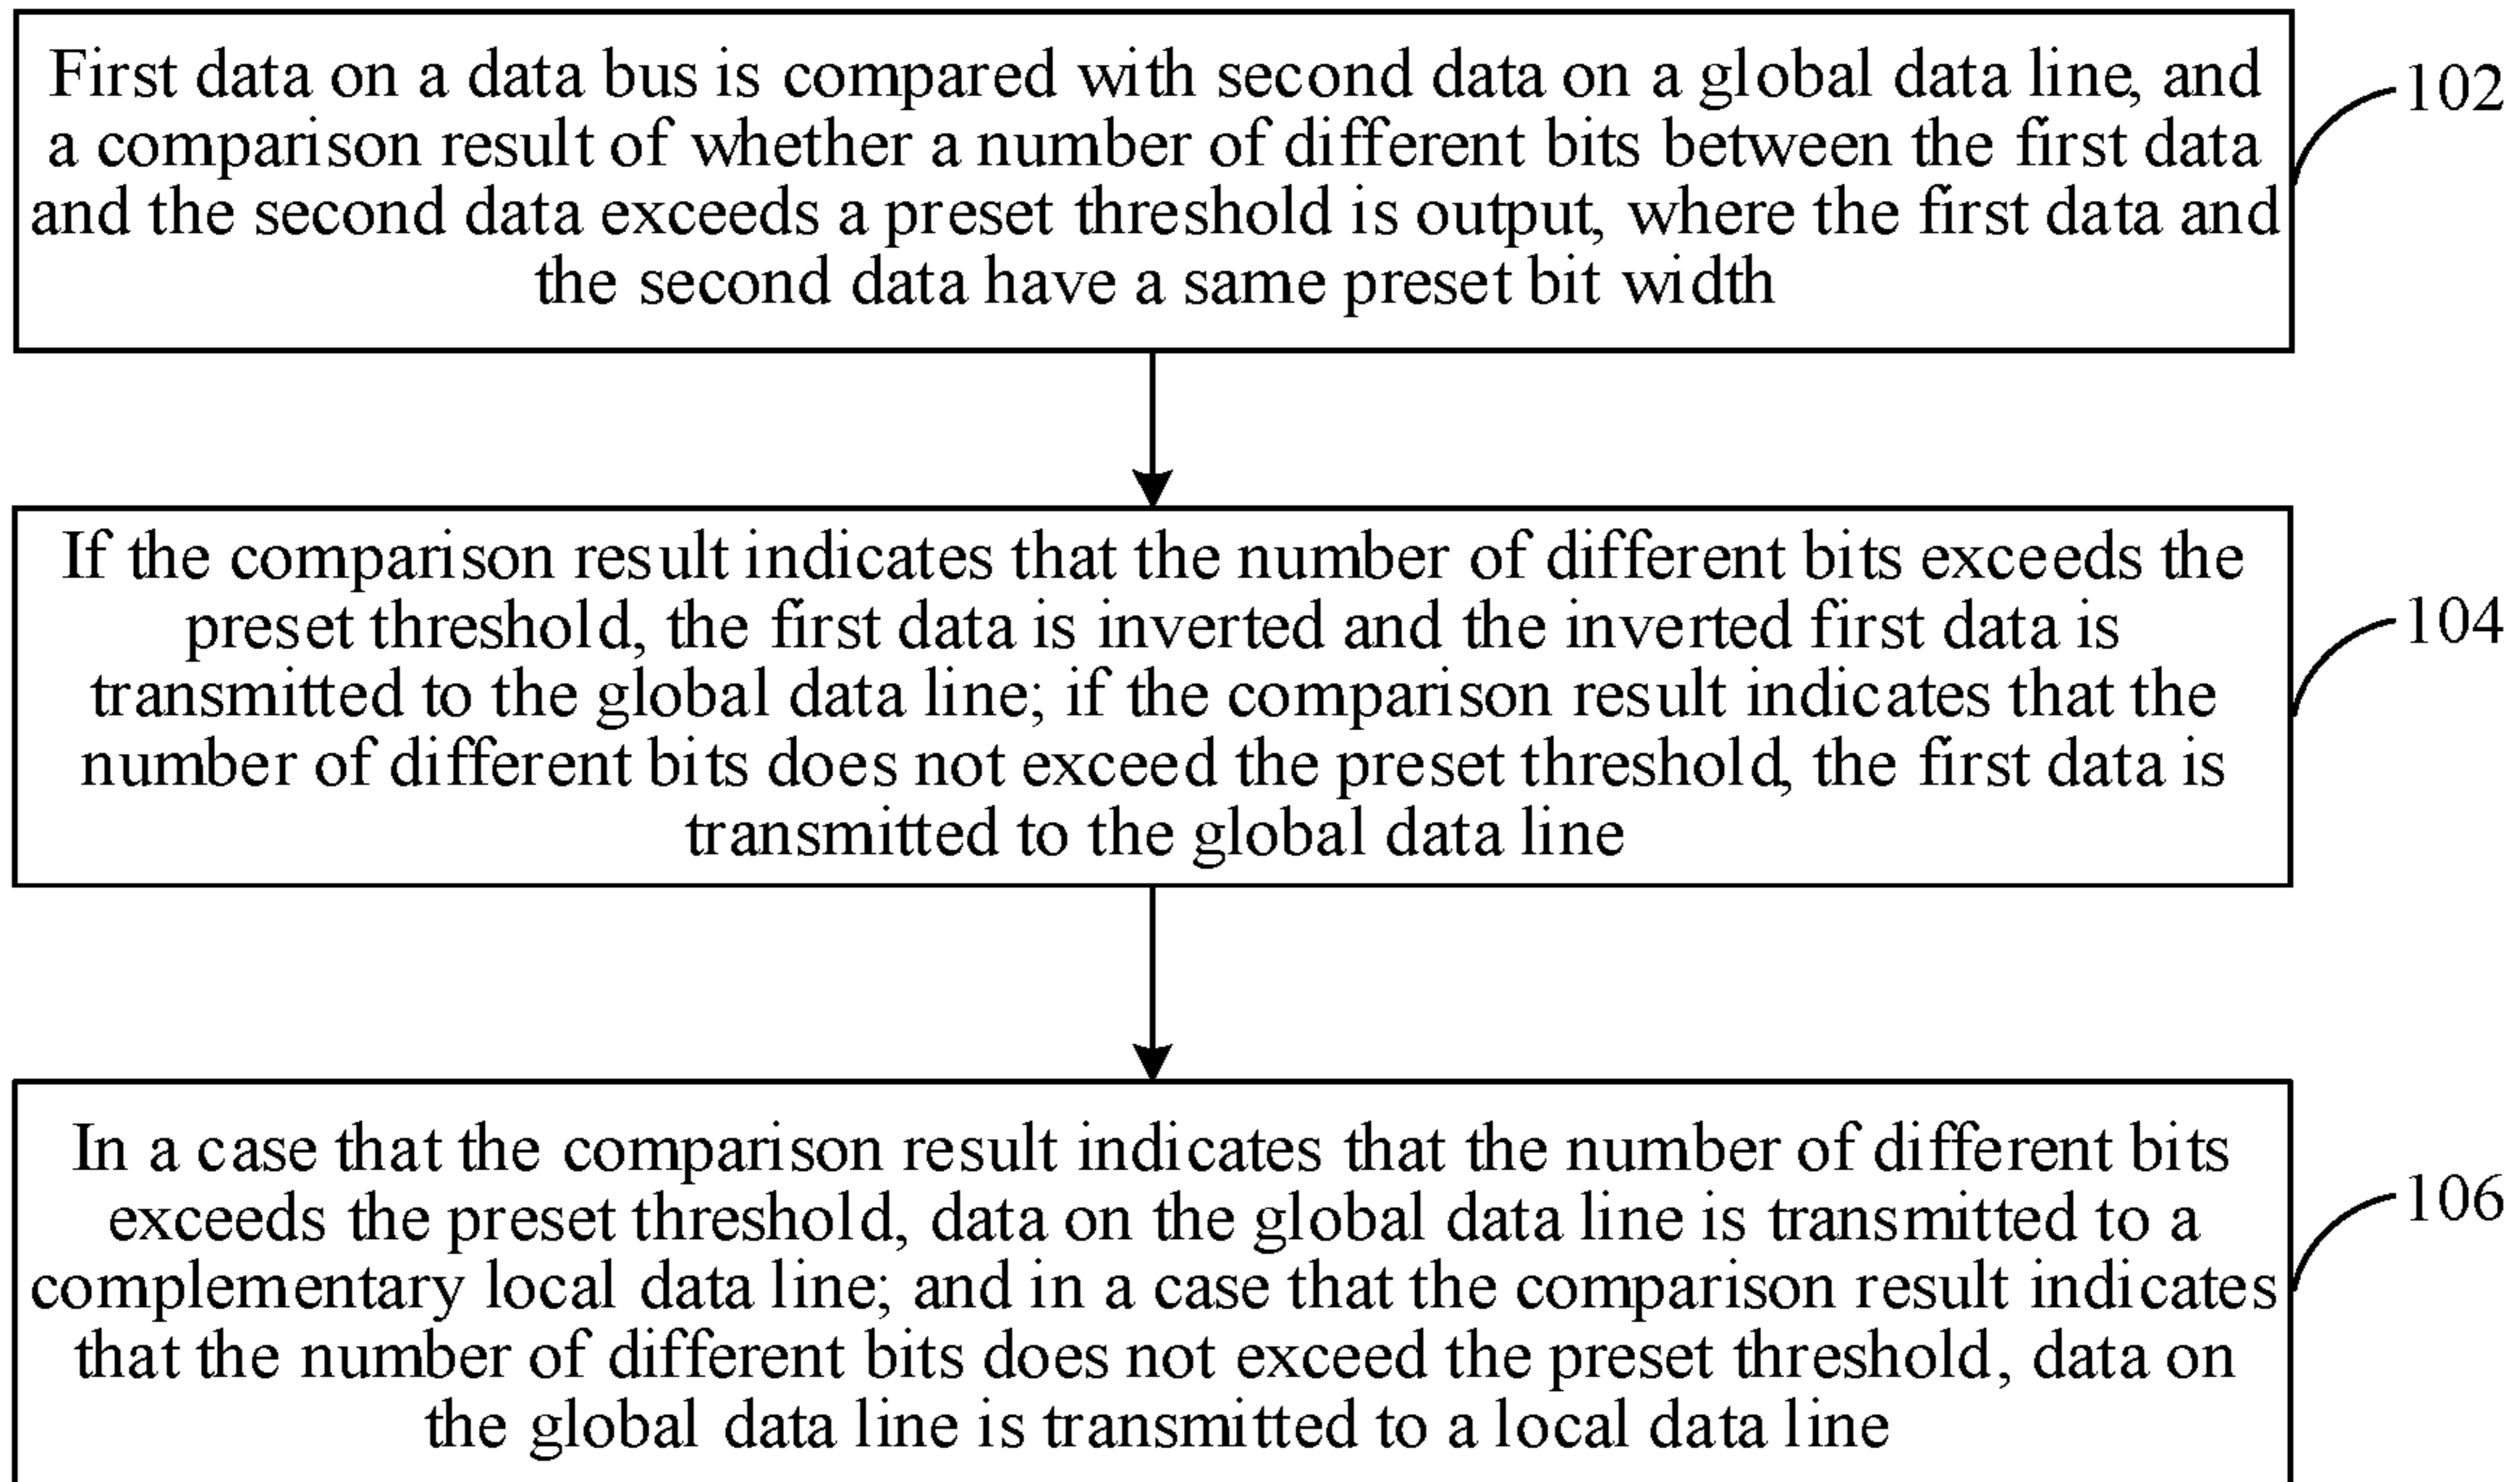 First data on a data bus is compared with second data on a global data line, and
a comparison result of whether a number of different bits between the first data
and the second data exceeds a preset threshold is output, where the first data and
the second data have a same preset bit width
102
If the comparison result indicates that the number of different bits exceeds the
preset threshold, the first data is inverted and the inverted first data is
transmitted to the global data line; if the comparison result indicates that the
number of different bits does not exceed the preset threshold, the first data is
transmitted to the global data line
104
In a case that the comparison result indicates that the number of different bits
exceeds the preset threshold, data on the global data line is transmitted to a
complementary local data line; and in a case that the comparison result indicates
that the number of different bits does not exceed the preset threshold, data on
the global data line is transmitted to a local data line
106